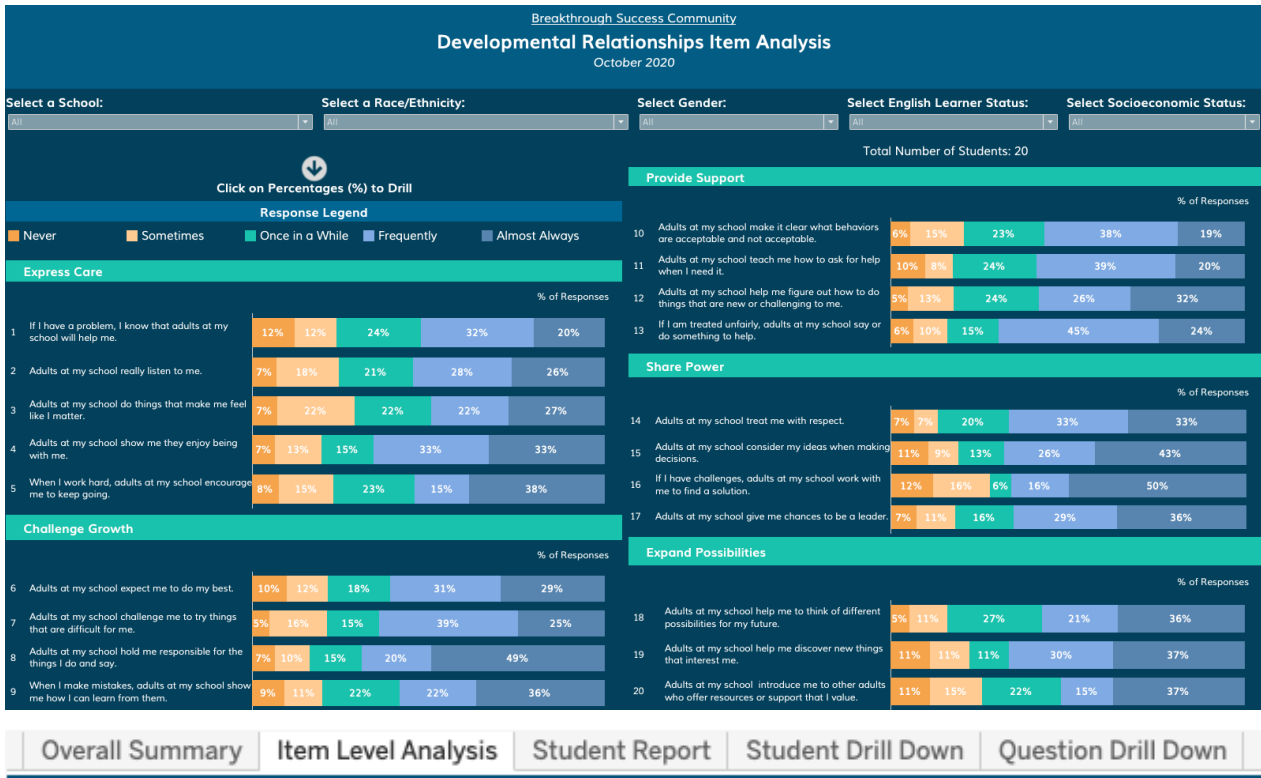 Breakthrough Success Community
Developmental Relationships Item Analysis
October 2020
Select a School:
All
Select a Race/Ethnicity:
All
Select Gender:
All
Select English Learner Status:
All
Select Socioeconomic Status:
All
Click on Percentages (%) to Drill
Response Legend
Never
Sometimes
Once in a While
Frequently
Almost Always
Express Care
% of Responses
1 If I have a problem, I know that adults at my
school will help me.
12% 12% 24% 32% 20%
2 Adults at my school really listen to me.
7% 18% 21% 28% 26%
3 Adults at my school do things that make me feel
like I matter.
7% 22% 22% 22% 27%
4 Adults at my school show me they enjoy being
with me.
7% 13% 15% 33% 33%
5 When I work hard, adults at my school encourage
me to keep going.
8% 15% 23% 15% 38%
Challenge Growth
% of Responses
6 Adults at my school expect me to do my best.
10% 12% 18% 31% 29%
7 Adults at my school challenge me to try things
that are difficult for me.
5% 16% 15% 39% 25%
8 Adults at my school hold me responsible for the
things I do and say.
7% 10% 15% 20% 49%
9 When I make mistakes, adults at my school show
me how I can learn from them.
9% 11% 22% 22% 36%
Total Number of Students: 20
Provide Support
% of Responses
10 Adults at my school make it clear what behaviors
are acceptable and not acceptable.
6% 15% 23% 38% 19%
11 Adults at my school teach me how to ask for help
when I need it.
10% 8% 24% 39% 20%
12 Adults at my school help me figure out how to do
things that are new or challenging to me.
5% 13% 24% 26% 32%
13 If I am treated unfairly, adults at my school say or
do something to help.
6% 10% 15% 45% 24%
Share Power
% of Responses
14 Adults at my school treat me with respect.
7% 7% 20% 33% 33%
15 Adults at my school consider my ideas when making
decisions.
11% 9% 13% 26% 43%
16 If I have challenges, adults at my school work with
me to find a solution.
12% 16% 6% 16% 50%
17 Adults at my school give me chances to be a leader.
7% 11% 16% 29% 36%
Expand Possibilities
% of Responses
18 Adults at my school help me to think of different
possibilities for my future.
5% 11% 27% 21% 36%
19 Adults at my school help me discover new things
that interest me.
11% 11% 11% 30% 37%
20 Adults at my school introduce me to other adults
who offer resources or support that I value.
11% 15% 22% 15% 37%
Overall Summary
Item Level Analysis
Student Report
Student Drill Down
Question Drill Down